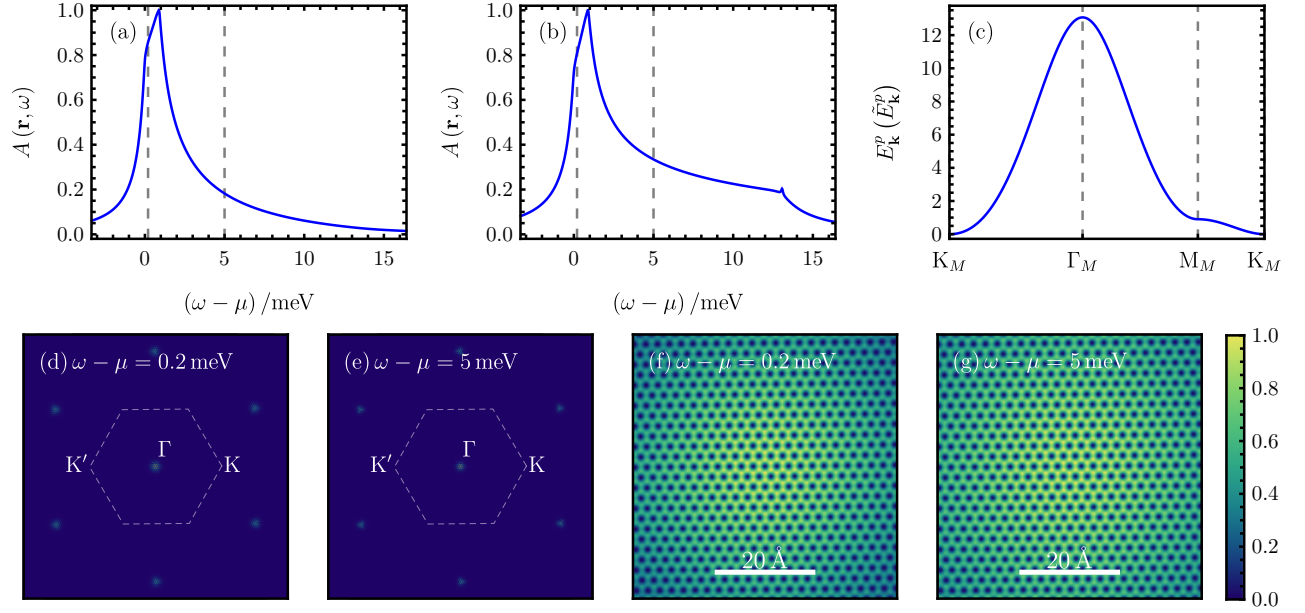 (a)
A (r, ω)
1.0
0.8
0.6
0.4
0.2
0.0
0 5 10 15
(ω − μ) /meV
(b)
A (r, ω)
1.0
0.8
0.6
0.4
0.2
0.0
0 5 10 15
(ω − μ) /meV
(c)
E^p_k (Ẽ^p_k)
12
10
8
6
4
2
0
K_M Γ_M M_M K_M
(d) ω − μ = 0.2 meV
K′ Γ K
(e) ω − μ = 5 meV
K′ Γ K
(f) ω − μ = 0.2 meV
20 Å
(g) ω − μ = 5 meV
20 Å
1.0
0.8
0.6
0.4
0.2
0.0